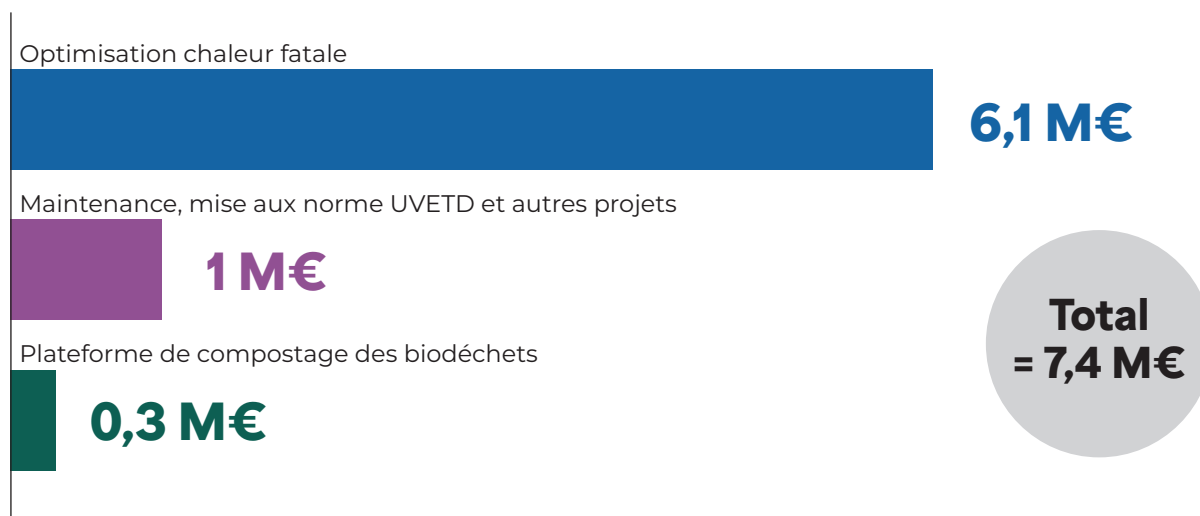 Optimisation chaleur fatale
6,1 M€
Maintenance, mise aux norme UVETD et autres projets
1 M€
Plateforme de compostage des biodéchets
0,3 M€
Total
= 7,4 M€